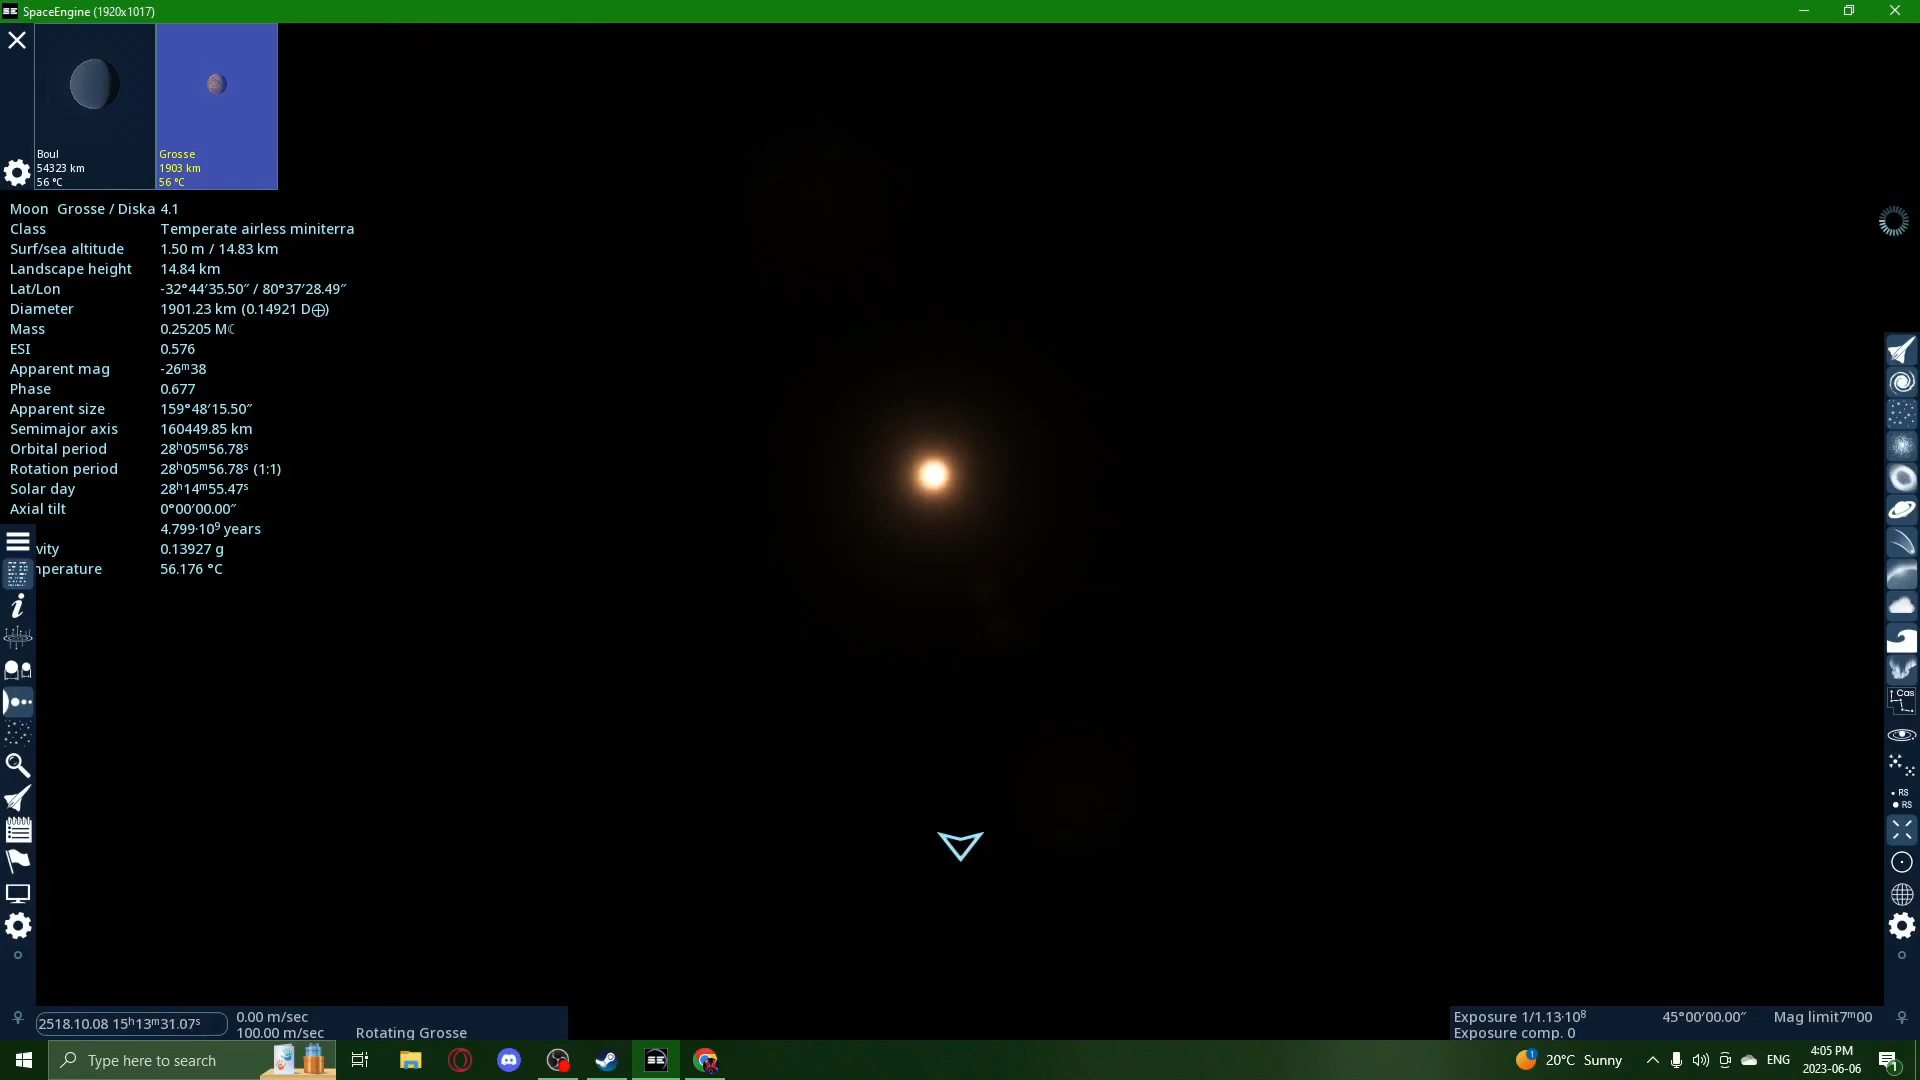 SpaceEngine (1920x1017)
Boul
54323 km
56 °C
Grosse
1903 km
56 °C
Moon Grosse / Diska 4.1
Class Temperate airless miniterra
Surf/sea altitude 1.50 m / 14.83 km
Landscape height 14.84 km
Lat/Lon -32°44′35.50″ / 80°37′28.49″
Diameter 1901.23 km (0.14921 D⊕)
Mass 0.25205 M☾
ESI 0.576
Apparent mag -26ᵐ38
Phase 0.677
Apparent size 159°48′15.50″
Semimajor axis 160449.85 km
Orbital period 28ʰ05ᵐ56.78ˢ
Rotation period 28ʰ05ᵐ56.78ˢ (1:1)
Solar day 28ʰ14ᵐ55.47ˢ
Axial tilt 0°00′00.00″
4.799·10⁹ years
vity 0.13927 g
nperature 56.176 °C
Cas
RS
RS
2518.10.08 15ʰ13ᵐ31.07ˢ
0.00 m/sec
100.00 m/sec Rotating Grosse
Exposure 1/1.13·10⁸ 45°00′00.00″ Mag limit7ᵐ00
Exposure comp. 0
Type here to search
1
20°C Sunny
ENG
4:05 PM
2023-06-06
1